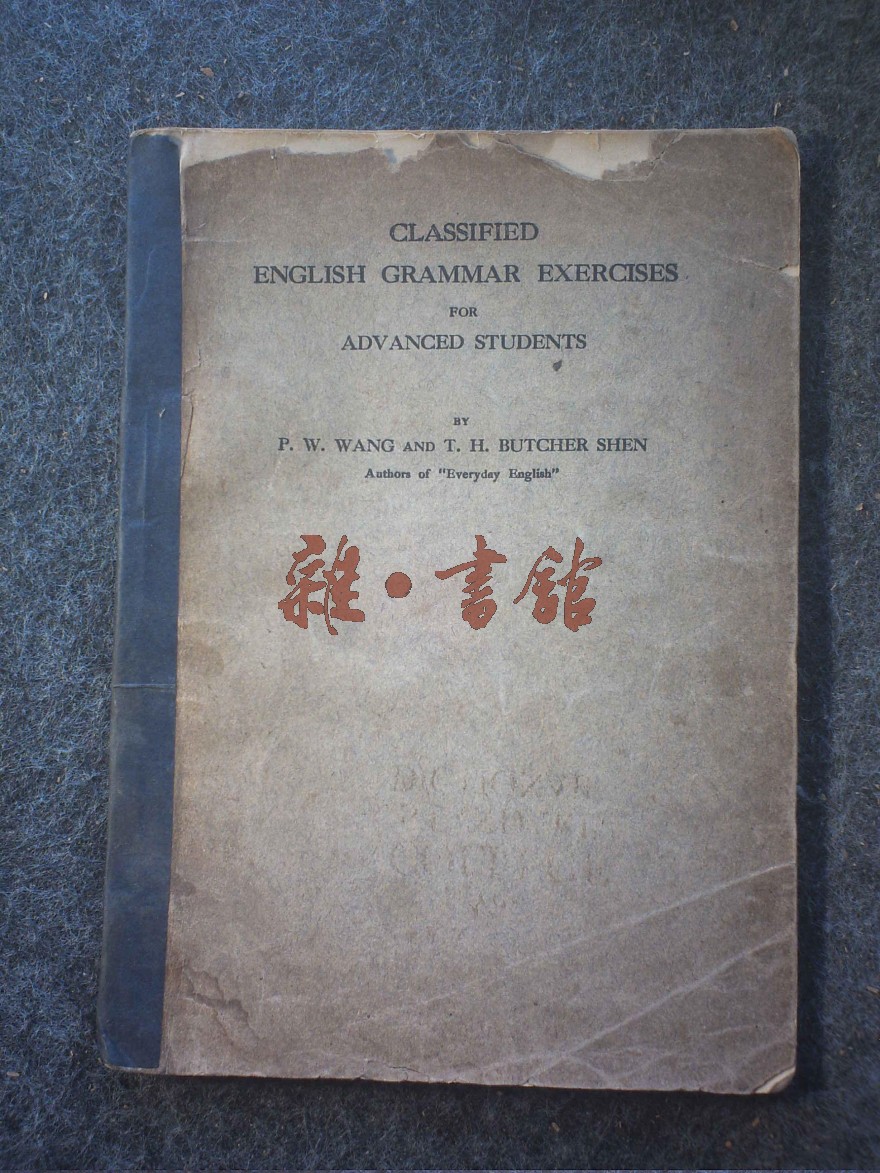 CLASSIFIED
ENGLISH GRAMMAR EXERCISES
FOR
ADVANCED STUDENTS
BY
P. W. WANG AND T. H. BUTCHER SHEN
Authors of "Everyday English"
雜·書館